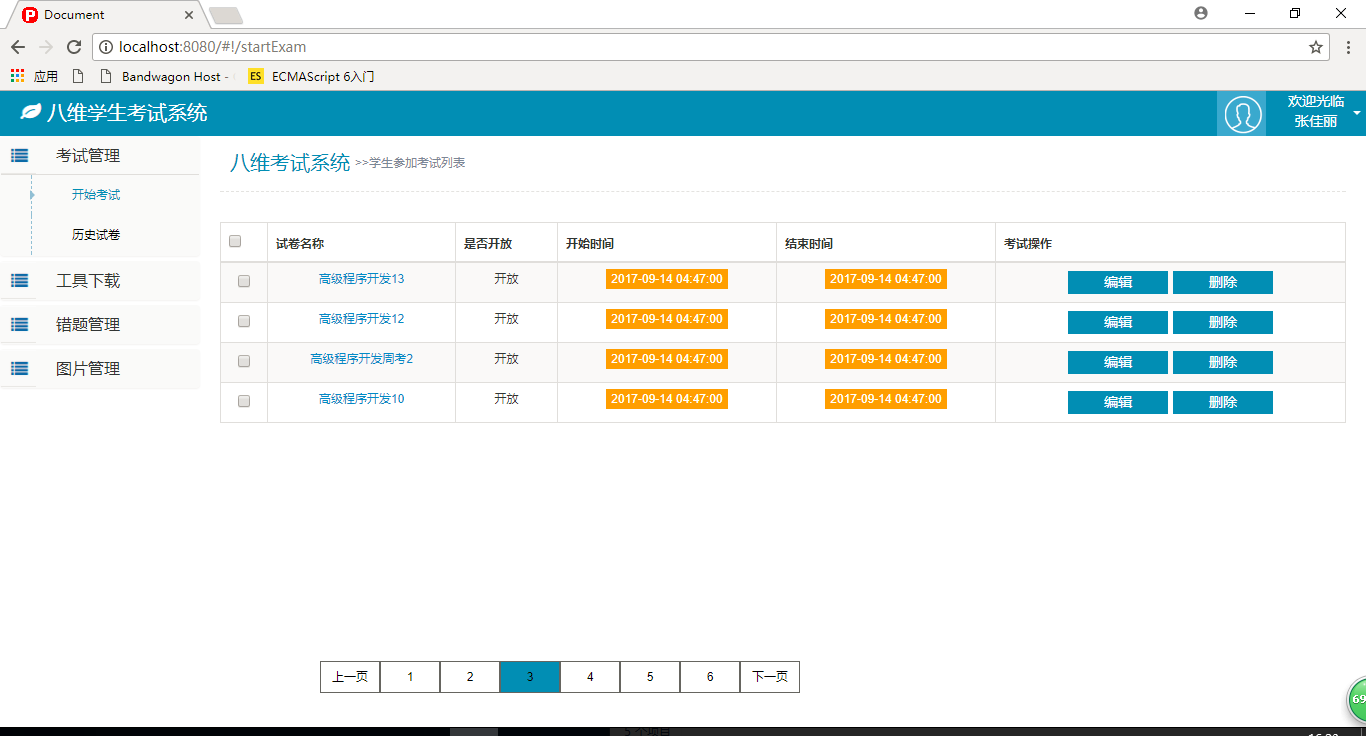 Document
localhost:8080/#!/startExam
应用 Bandwagon Host - ES ECMAScript 6入门
八维学生考试系统 欢迎光临
张佳丽
考试管理
开始考试
历史试卷
工具下载
错题管理
图片管理
八维考试系统 >>学生参加考试列表
试卷名称 是否开放 开始时间 结束时间 考试操作
高级程序开发13 开放 2017-09-14 04:47:00 2017-09-14 04:47:00 编辑 删除
高级程序开发12 开放 2017-09-14 04:47:00 2017-09-14 04:47:00 编辑 删除
高级程序开发周考2 开放 2017-09-14 04:47:00 2017-09-14 04:47:00 编辑 删除
高级程序开发10 开放 2017-09-14 04:47:00 2017-09-14 04:47:00 编辑 删除
上一页 1 2 3 4 5 6 下一页
69
5 个项目